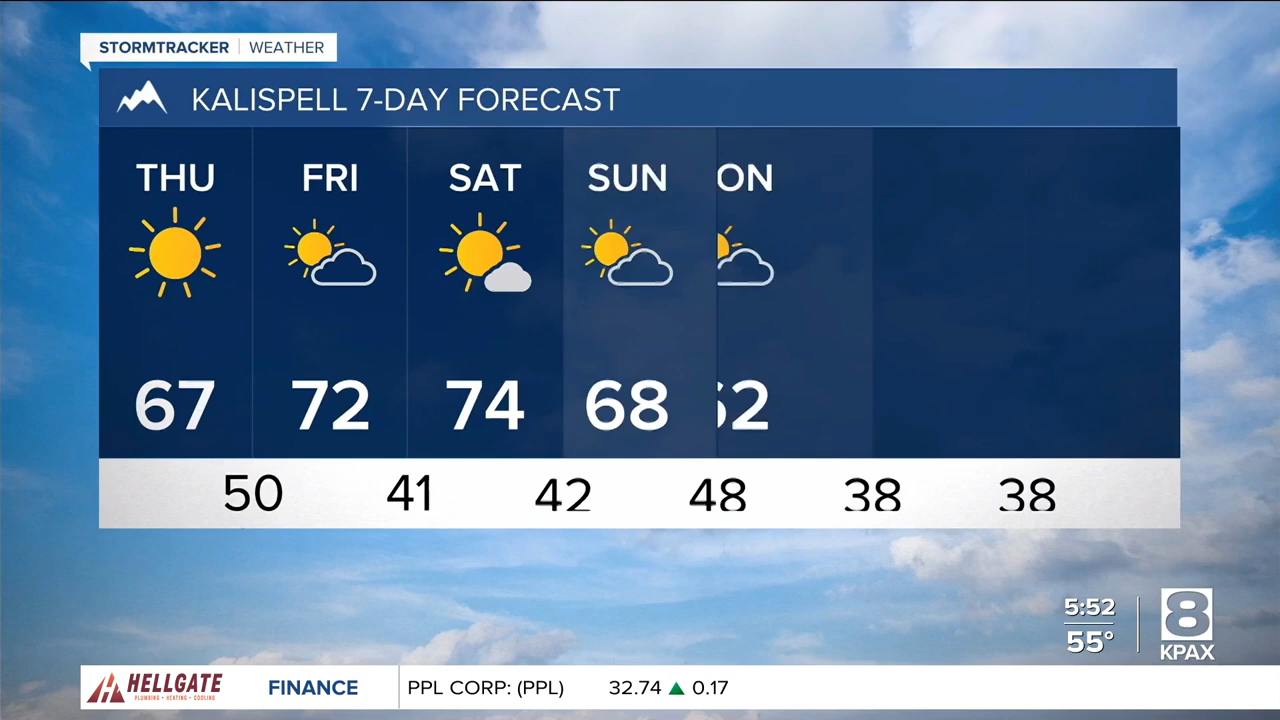 STORMTRACKER | WEATHER
KALISPELL 7-DAY FORECAST
THU FRI SAT SUN ON
67 72 74 68 62
50 41 42 48 38 38
5:52
55°
8
KPAX
HELLGATE
PLUMBING • HEATING • COOLING
FINANCE PPL CORP: (PPL) 32.74 ▲ 0.17